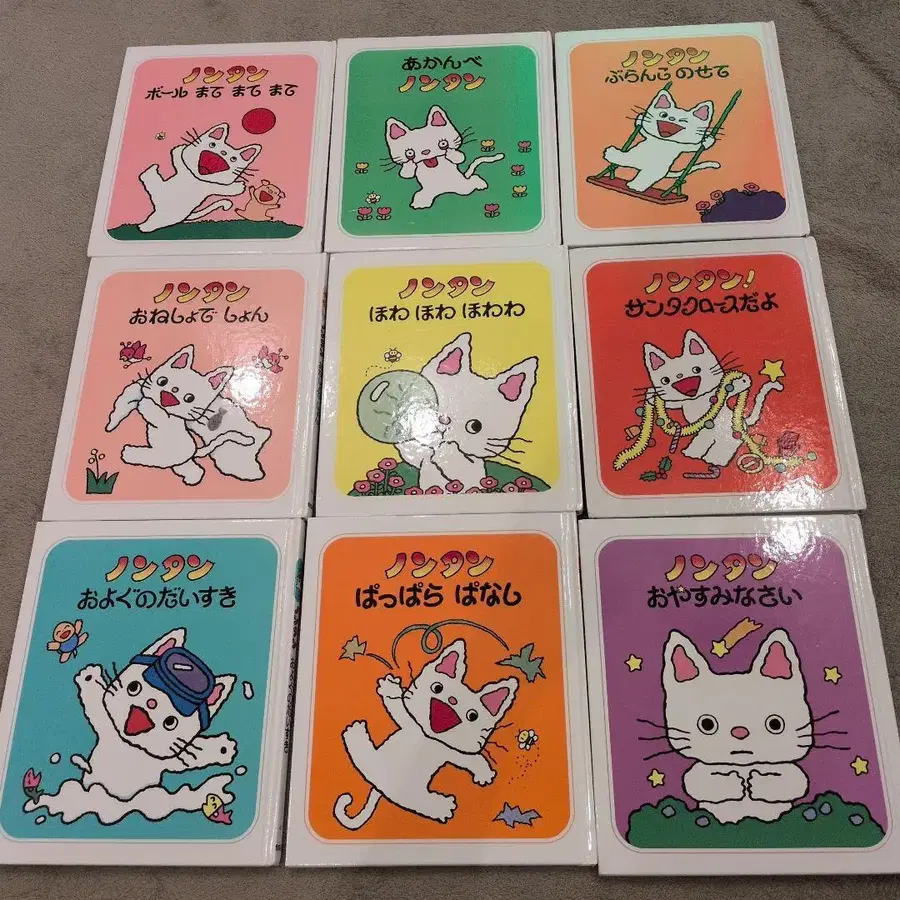 ノンタン
ボール まて まて まて
あかんべ
ノンタン
ノンタン
ぶらんこ のせて
ノンタン
おねしょで しょん
ノンタン
ほわ ほわ ほわわ
ノンタン!
サンタクロースだよ
ノンタン
およぐのだいすき
ノンタン
ぱっぱら ぱなし
ノンタン
おやすみなさい